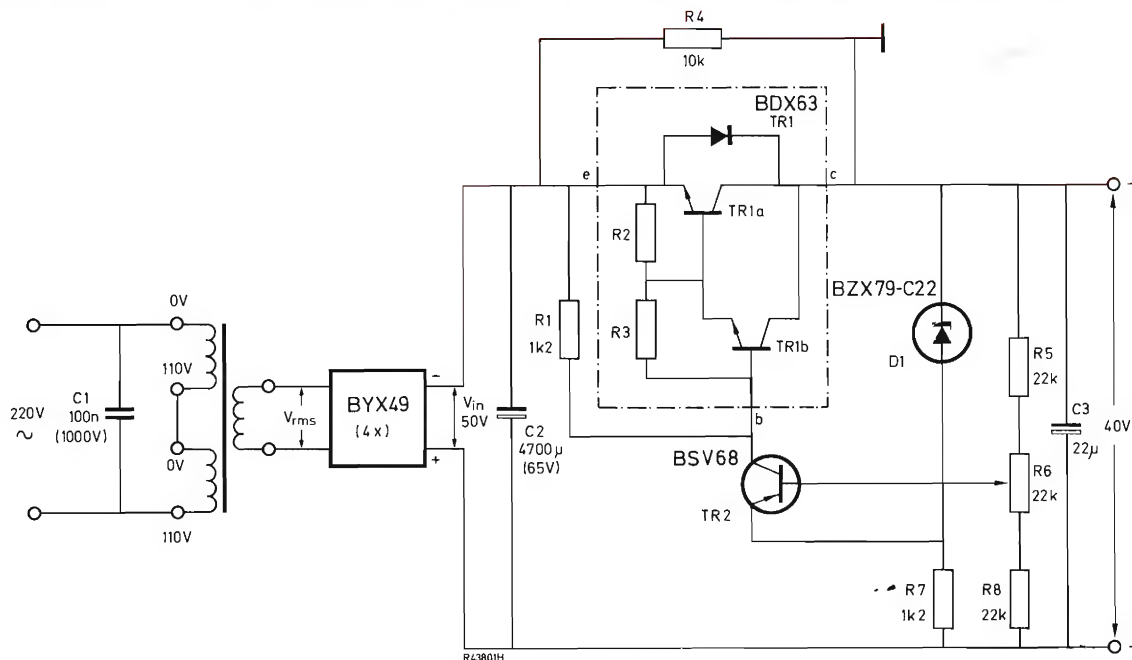 R4
10k
BDX63
TR1
e
c
TR1a
R2
R3
TR1b
b
R1
1k2
BZX79-C22
D1
R5
22k
C3
22µ
40V
R6
22k
BSV68
TR2
R7
1k2
R8
22k
0V
110V
0V
110V
220V
~
C1
100n
(1000V)
Vrms
BYX49
(4x)
−
+
Vin
50V
C2
4700µ
(65V)
R43801H